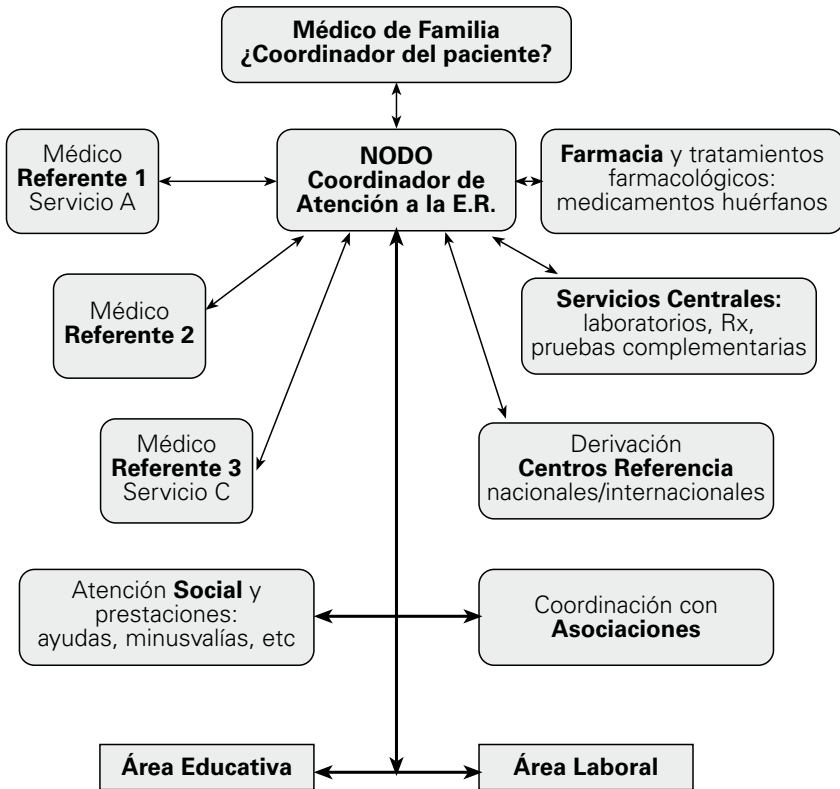 Médico de Familia
¿Coordinador del paciente?
Médico
Referente 1
Servicio A
NODO
Coordinador de
Atención a la E.R.
Farmacia y tratamientos
farmacológicos:
medicamentos huérfanos
Médico
Referente 2
Servicios Centrales:
laboratorios, Rx,
pruebas complementarias
Médico
Referente 3
Servicio C
Derivación
Centros Referencia
nacionales/internacionales
Atención Social y
prestaciones:
ayudas, minusvalías, etc
Coordinación con
Asociaciones
Área Educativa
Área Laboral